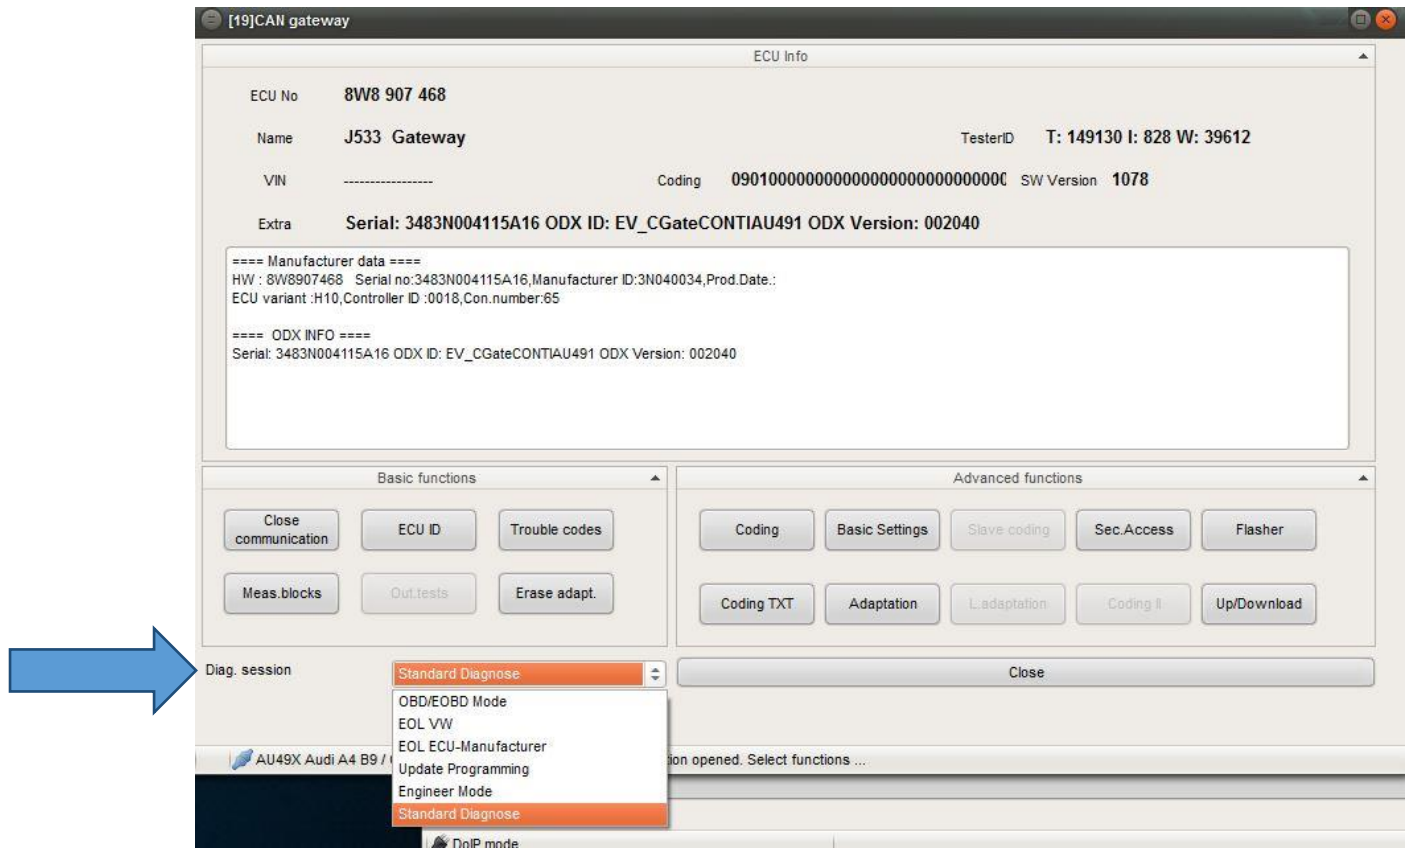 [19]CAN gateway
ECU Info
ECU No 8W8 907 468
Name J533 Gateway TesterID T: 149130 I: 828 W: 39612
VIN ----------------- Coding 090100000000000000000000000000 SW Version 1078
Extra Serial: 3483N004115A16 ODX ID: EV_CGateCONTIAU491 ODX Version: 002040
==== Manufacturer data ====
HW : 8W8907468 Serial no:3483N004115A16,Manufacturer ID:3N040034,Prod.Date.:
ECU variant :H10,Controller ID :0018,Con.number:65
==== ODX INFO ====
Serial: 3483N004115A16 ODX ID: EV_CGateCONTIAU491 ODX Version: 002040
Basic functions
Close communication ECU ID Trouble codes
Meas.blocks Out.tests Erase adapt.
Advanced functions
Coding Basic Settings Slave coding Sec.Access Flasher
Coding TXT Adaptation L.adaptation Coding II Up/Download
Diag. session Standard Diagnose Close
OBD/EOBD Mode
EOL VW
EOL ECU-Manufacturer
Update Programming
Engineer Mode
Standard Diagnose
AU49X Audi A4 B9 / opened. Select functions ...
DoIP mode